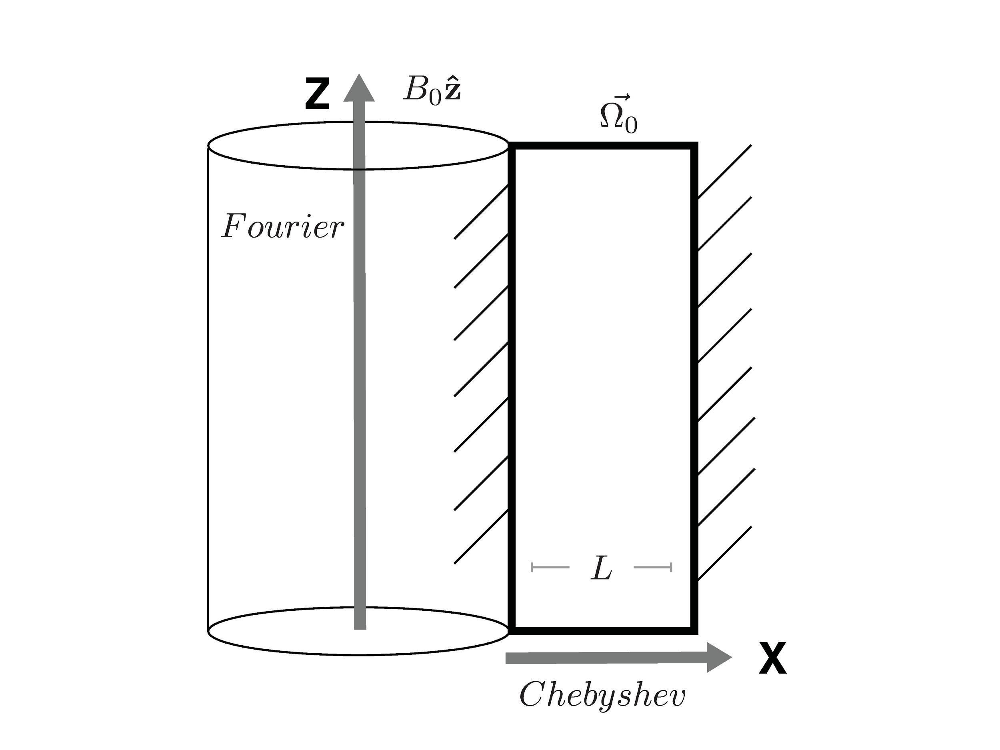 Z
B₀ẑ
Ω⃗₀
Fourier
L
X
Chebyshev